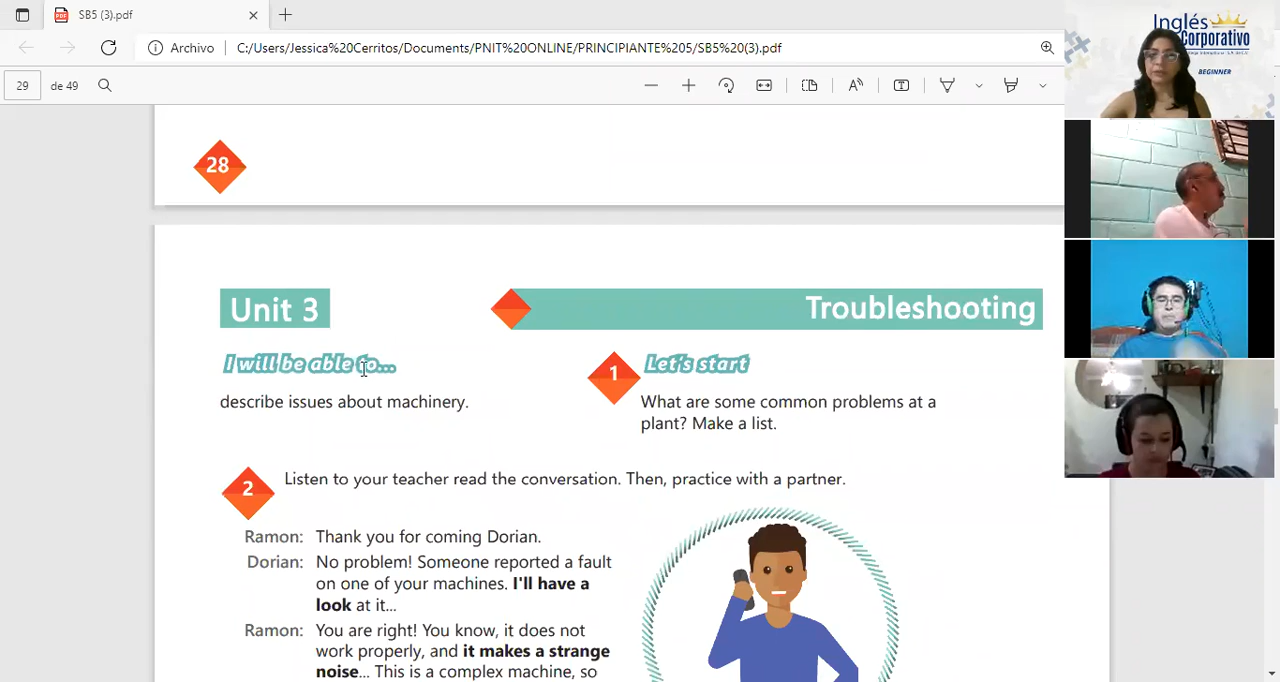 SB5 (3).pdf
Archivo
C:/Users/Jessica%20Cerritos/Documents/PNIT%20ONLINE/PRINCIPIANTE%205/SB5%20(3).pdf
29
de 49
28
Unit 3
Troubleshooting
I will be able to...
describe issues about machinery.
1
Let's start
What are some common problems at a
plant? Make a list.
2
Listen to your teacher read the conversation. Then, practice with a partner.
Ramon: Thank you for coming Dorian.
Dorian: No problem! Someone reported a fault
on one of your machines. I'll have a
look at it...
Ramon: You are right! You know, it does not
work properly, and it makes a strange
noise... This is a complex machine, so
Inglés
Corporativo
BEGINNER